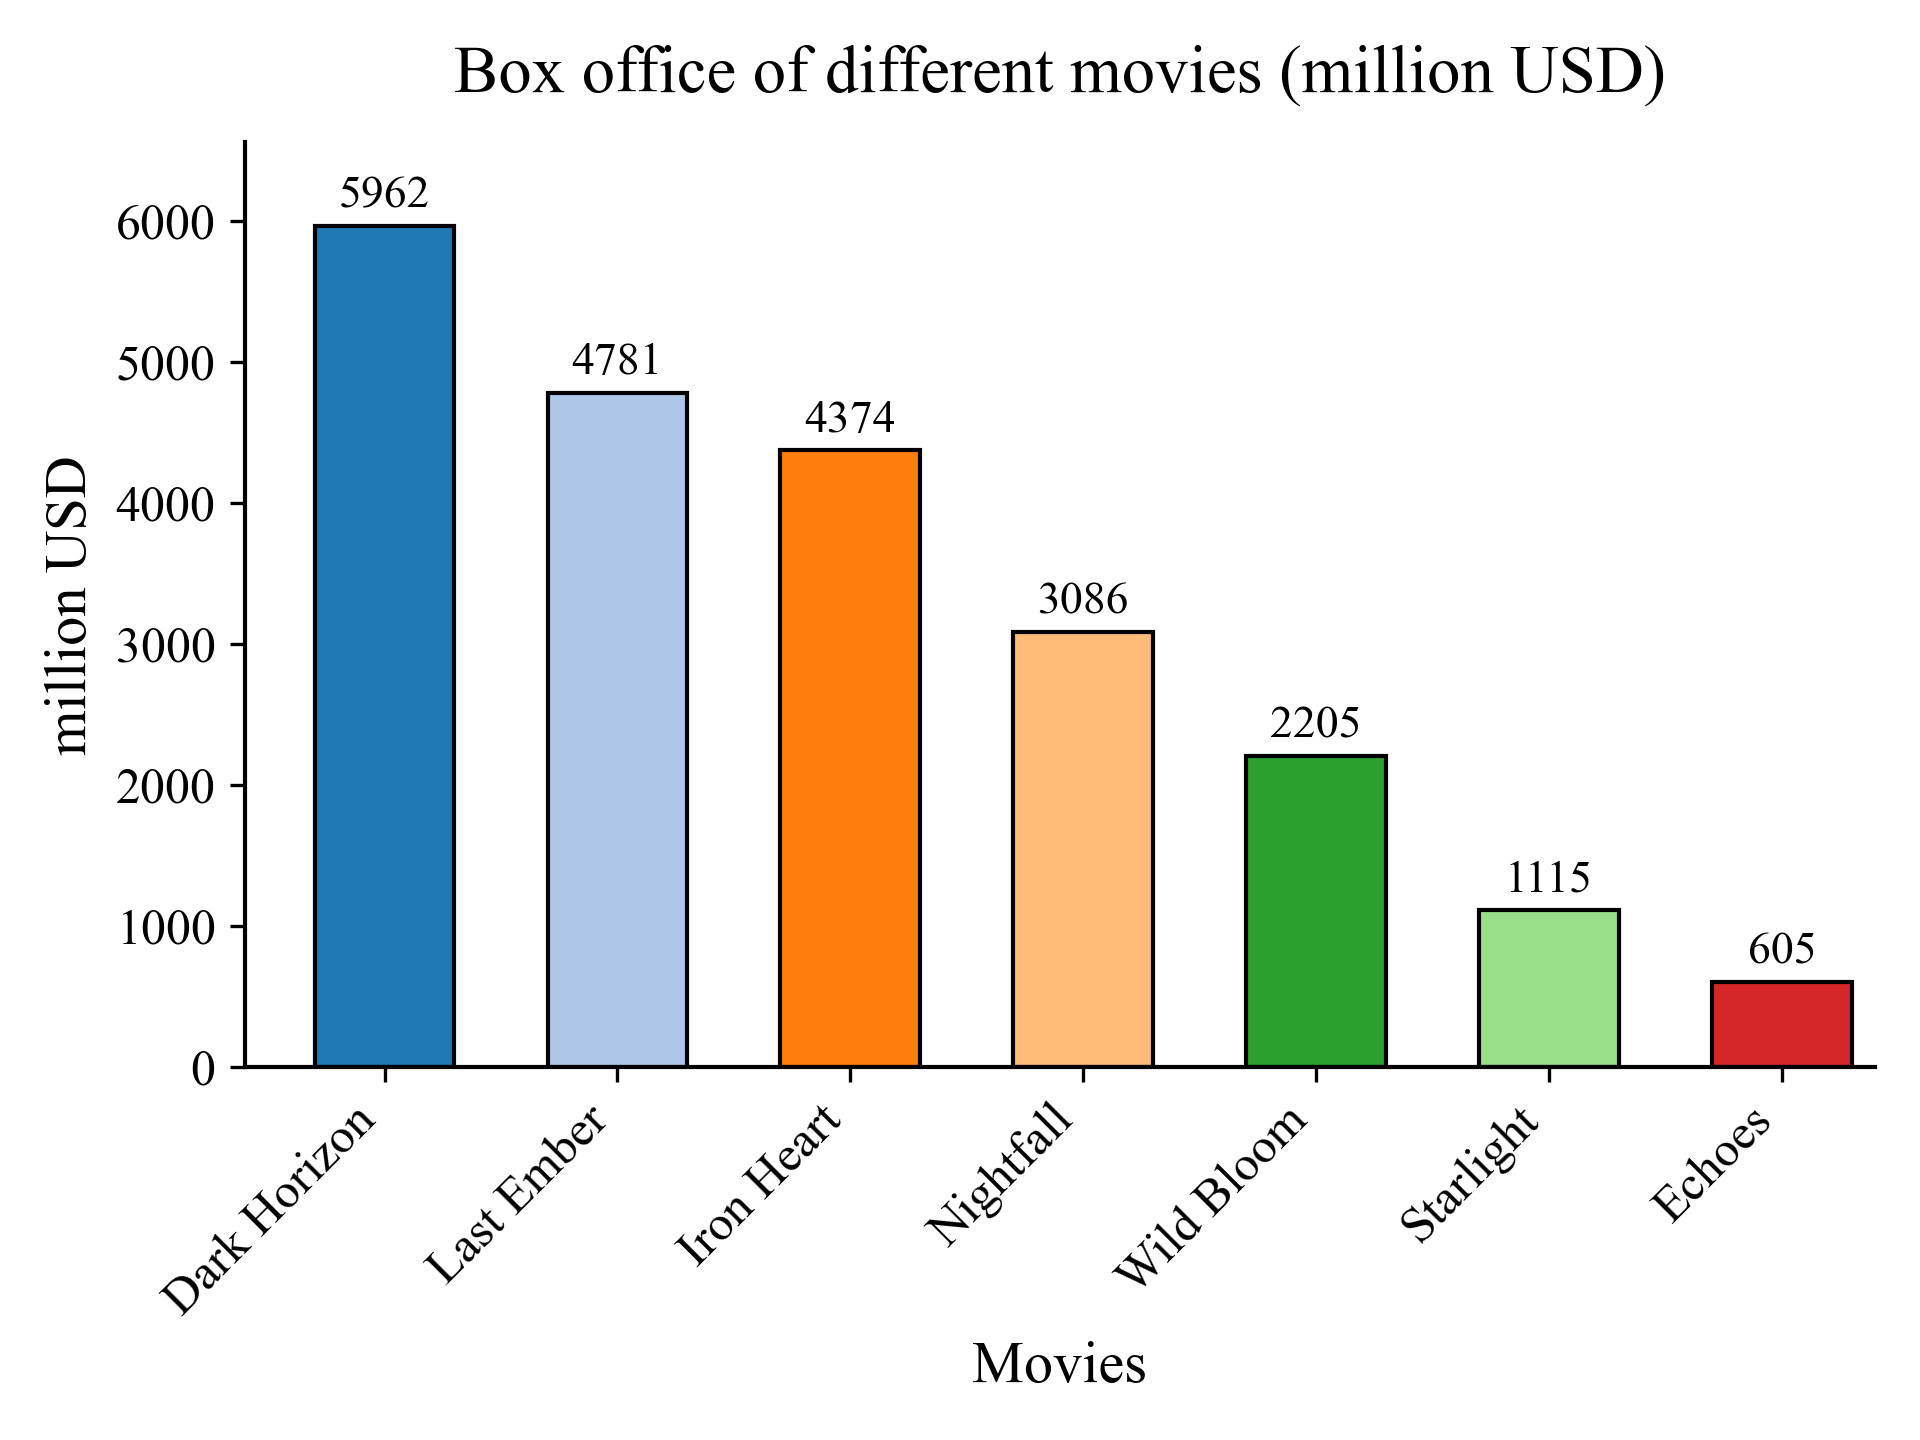 Box office of different movies (million USD)
million USD
6000
5000
4000
3000
2000
1000
0
5962
4781
4374
3086
2205
1115
605
Dark Horizon
Last Ember
Iron Heart
Nightfall
Wild Bloom
Starlight
Echoes
Movies